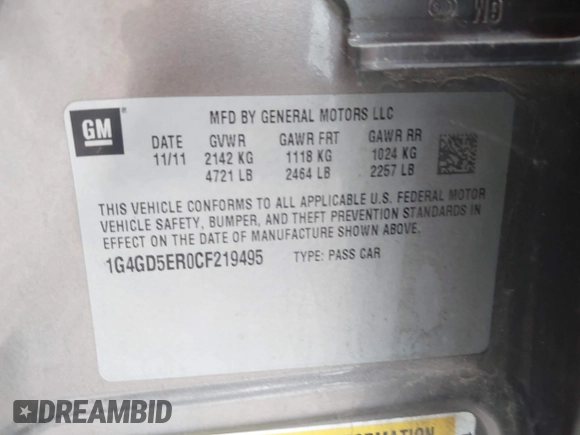 GM
MFD BY GENERAL MOTORS LLC
DATE GVWR GAWR FRT GAWR RR
11/11 2142 KG 1118 KG 1024 KG
4721 LB 2464 LB 2257 LB
THIS VEHICLE CONFORMS TO ALL APPLICABLE U.S. FEDERAL MOTOR
VEHICLE SAFETY, BUMPER, AND THEFT PREVENTION STANDARDS IN
EFFECT ON THE DATE OF MANUFACTURE SHOWN ABOVE.
1G4GD5ER0CF219495 TYPE: PASS CAR
DREAMBID